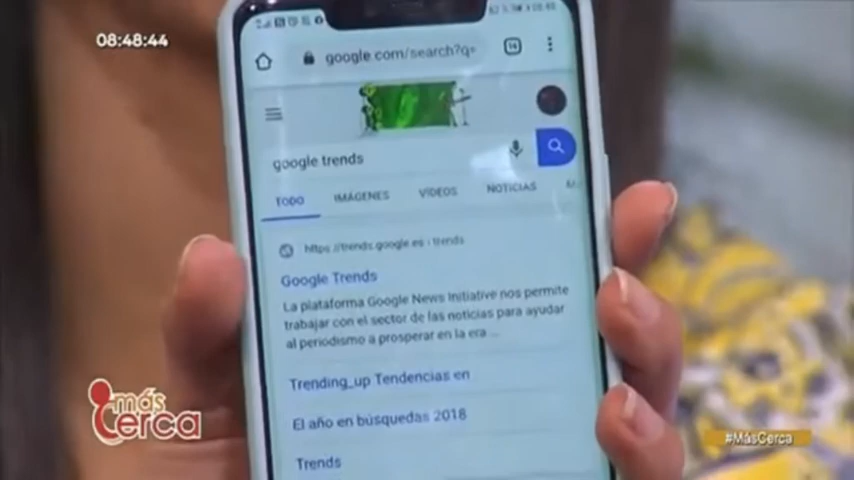 08:48:44
google.com/search?q=
16
google trends
TODO IMÁGENES VÍDEOS NOTICIAS M
https://trends.google.es › trends
Google Trends
La plataforma Google News Initiative nos permite
trabajar con el sector de las noticias para ayudar
al periodismo a prosperar en la era ...
Trending_up Tendencias en
El año en búsquedas 2018
Trends
más
Cerca
#MásCerca